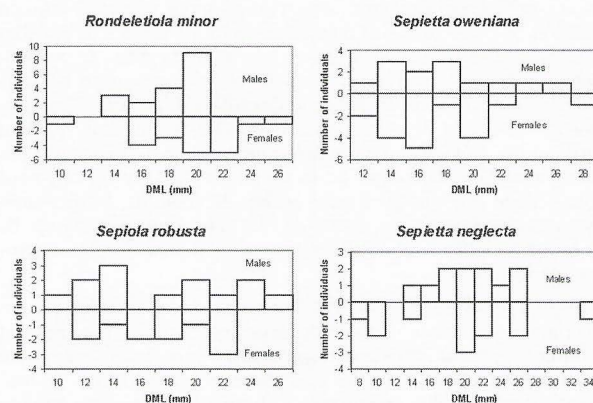 Rondeletiola minor
Number of individuals
10
8
6
4
2
0
-2
-4
-6
Males
Females
10 12 14 16 18 20 22 24 26
DML (mm)
Sepietta oweniana
Number of individuals
4
2
0
-2
-4
-6
Males
Females
12 14 16 18 20 22 24 26 28
DML (mm)
Sepiola robusta
Number of individuals
4
3
2
1
0
-1
-2
-3
-4
Males
Females
10 12 14 16 18 20 22 24 26
DML (mm)
Sepietta neglecta
Number of individuals
3
2
1
0
-1
-2
-3
-4
Males
Females
8 10 12 14 16 18 20 22 24 26 28 30 32 34
DML (mm)